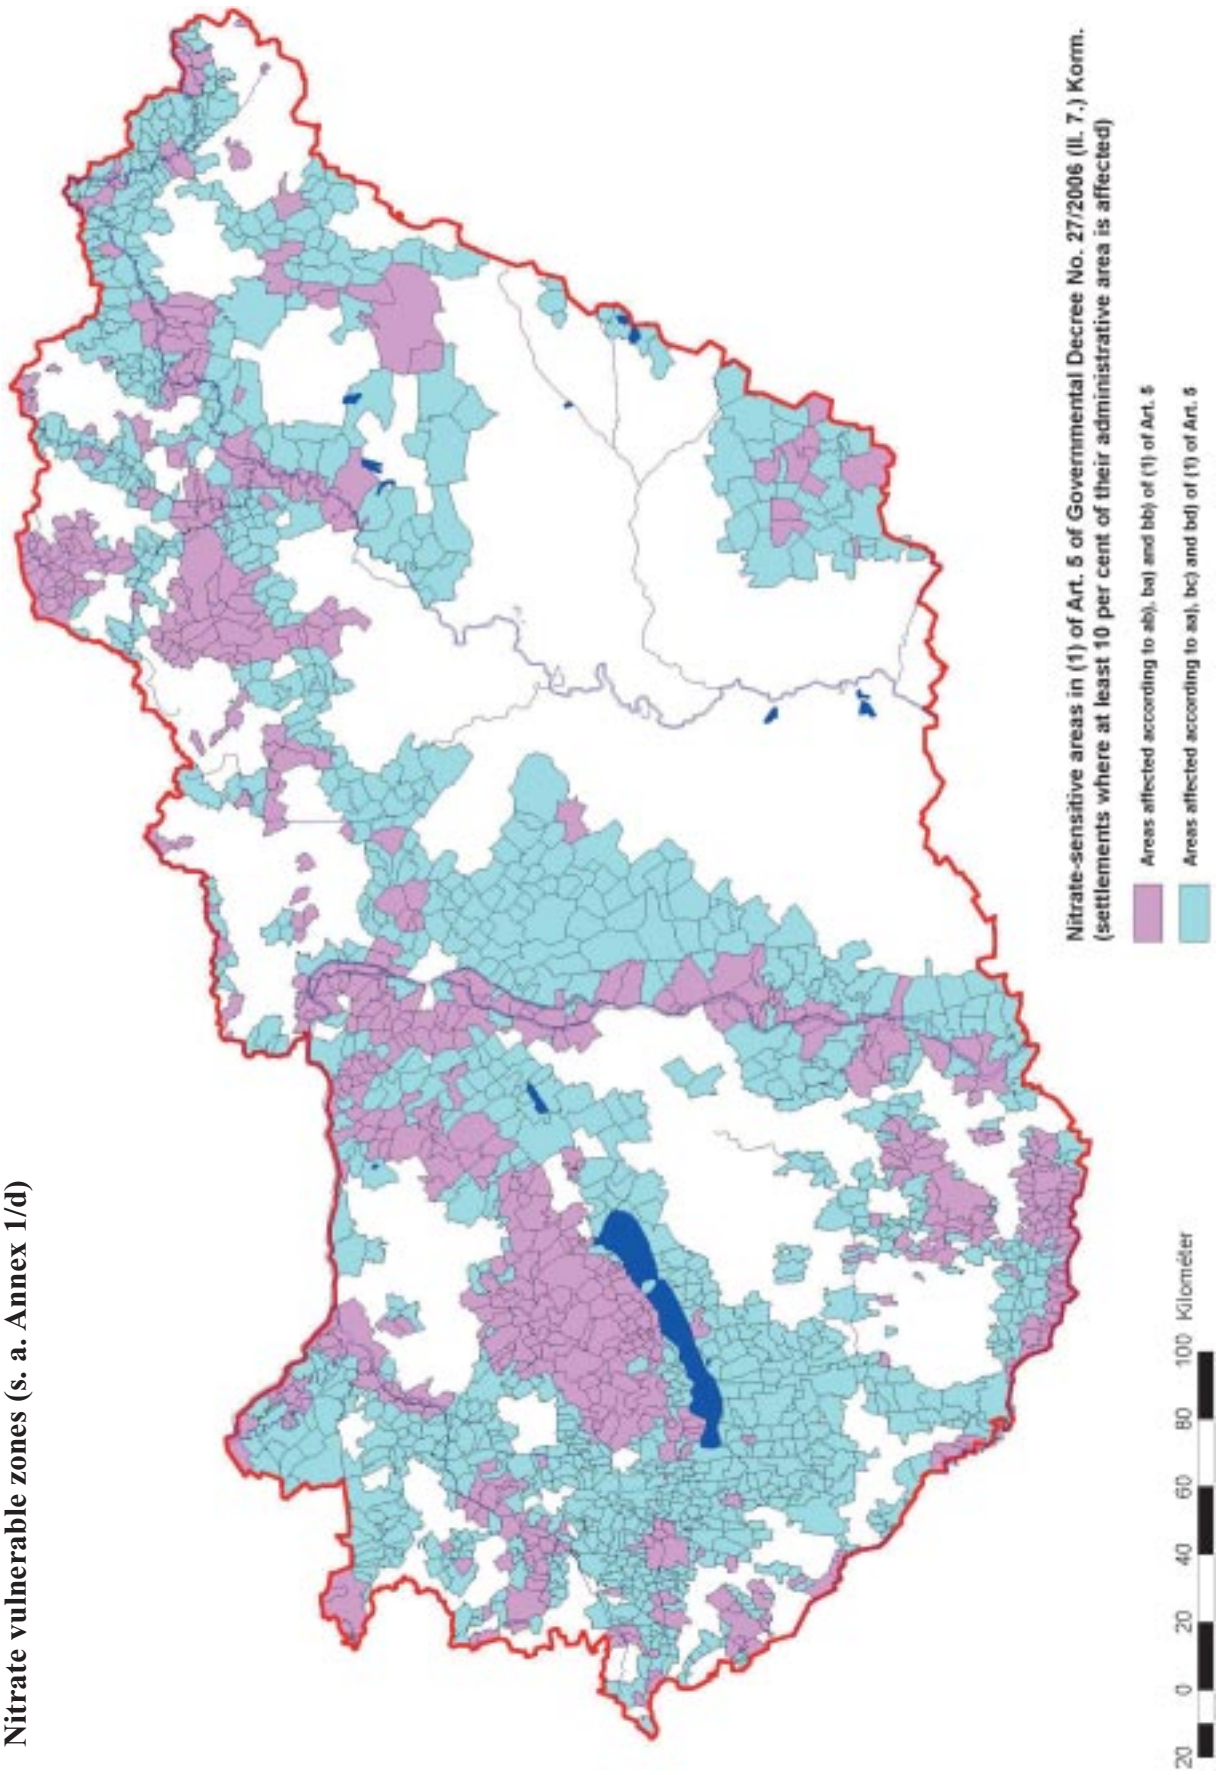 Nitrate vulnerable zones (s. a. Annex 1/d)
Nitrate-sensitive areas in (1) of Art. 5 of Governmental Decree No. 27/2006 (II. 7.) Korm.
(settlements where at least 10 per cent of their administrative area is affected)
Areas affected according to ab), ba) and bb) of (1) of Art. 5
Areas affected according to aa), bc) and bd) of (1) of Art. 5
20 0 20 40 60 80 100 Kilométer